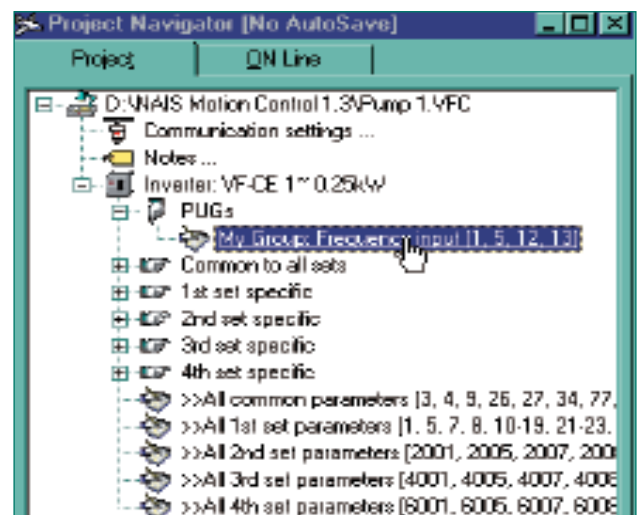 Project Navigator [No AutoSave]
Project
ON Line
D:\NAIS Motion Control 1.3\Pump 1.VFC
Communication settings ...
Notes ...
Inverter: VF-CE 1~ 0.25kW
PUGs
My Group: Frequency input [1, 5, 12, 13]
Common to all sets
1st set specific
2nd set specific
3rd set specific
4th set specific
>>All common parameters [3, 4, 9, 26, 27, 34, 77,
>>All 1st set parameters [1. 5. 7. 8. 10-19. 21-23.
>>All 2nd set parameters [2001, 2005, 2007, 200
>>All 3rd set parameters [4001, 4005, 4007, 4008
>>All 4th set parameters [6001, 6005, 6007, 6008